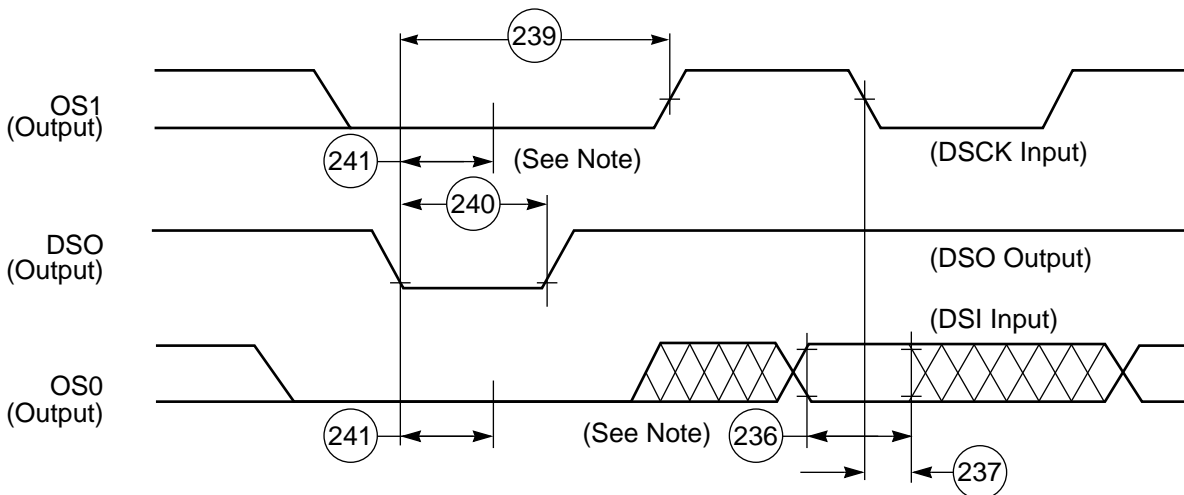 239
OS1
(Output)
241
(See Note)
(DSCK Input)
240
DSO
(Output)
(DSO Output)
(DSI Input)
OS0
(Output)
241
(See Note)
236
237